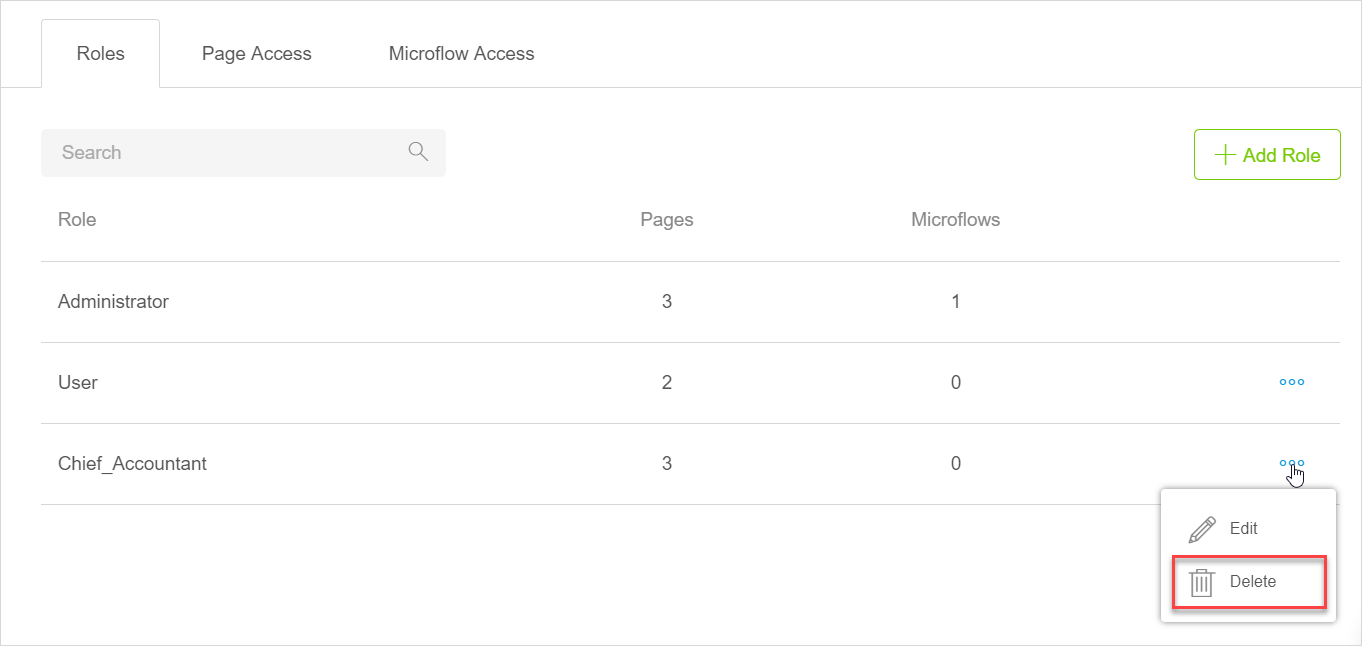 Roles Page Access Microflow Access
Search
Add Role
Role Pages Microflows
Administrator 3 1
User 2 0
Chief_Accountant 3 0
Edit
Delete